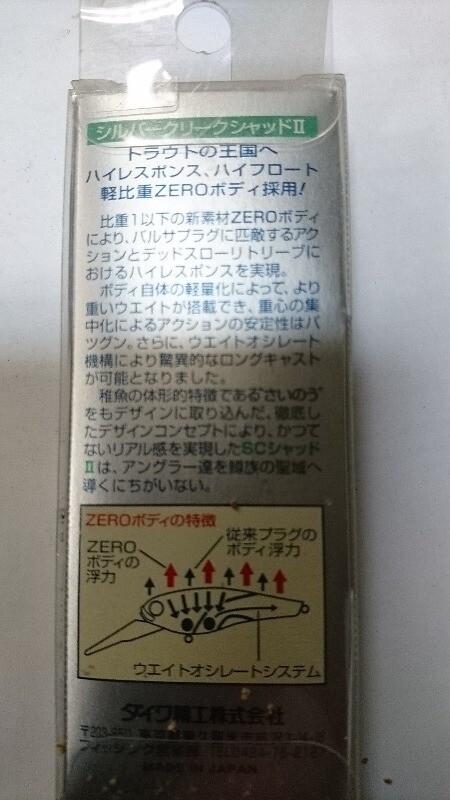 シルバークリークシャッドⅡ
トラウトの王国へ
ハイレスポンス、ハイフロート
軽比重ZEROボディ採用!
比重1以下の新素材ZEROボディ
により、バルサプラグに匹敵するアク
ションとデッドスローリトリーブに
おけるハイレスポンスを実現。
ボディ自体の軽量化によって、より
重いウエイトが搭載でき、重心の集
中化によるアクションの安定性はバ
ツグン。さらに、ウエイトオシレート
機構により驚異的なロングキャスト
が可能となりました。
稚魚の体形的特徴である"さいのう"
をもデザインに取り込んだ、徹底し
たデザインコンセプトにより、かつて
ないリアル感を実現したSCシャッド
Ⅱは、アングラー達を鱒族の聖域へ
導くにちがいない。
ZEROボディの特徴
ZERO
ボディの
浮力
従来プラグの
ボディ浮力
ウエイトオシレートシステム
ダイワ精工株式会社
フィッシング営業部
MADE IN JAPAN